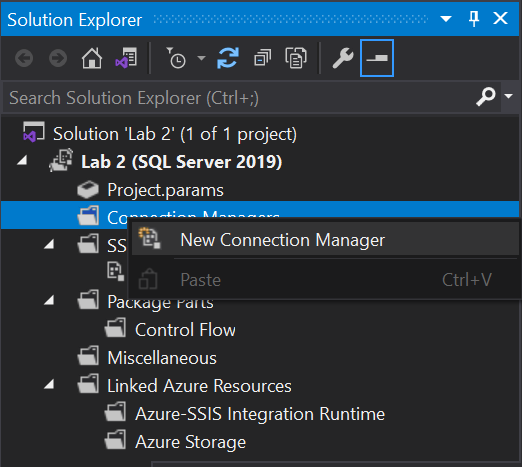 Solution Explorer
Search Solution Explorer (Ctrl+;)
Solution 'Lab 2' (1 of 1 project)
Lab 2 (SQL Server 2019)
Project.params
Connection Managers
New Connection Manager
SS
Paste Ctrl+V
Package Parts
Control Flow
Miscellaneous
Linked Azure Resources
Azure-SSIS Integration Runtime
Azure Storage